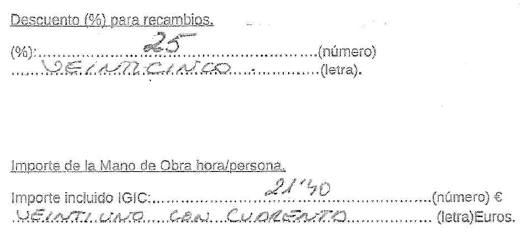 Descuento (%) para recambios.
(%):......25......(número)
......VEINTICINCO......(letra).
Importe de la Mano de Obra hora/persona.
Importe incluido IGIC:......21'40......(número) €
VEINTIUNO CON CUARENTA......(letra)Euros.